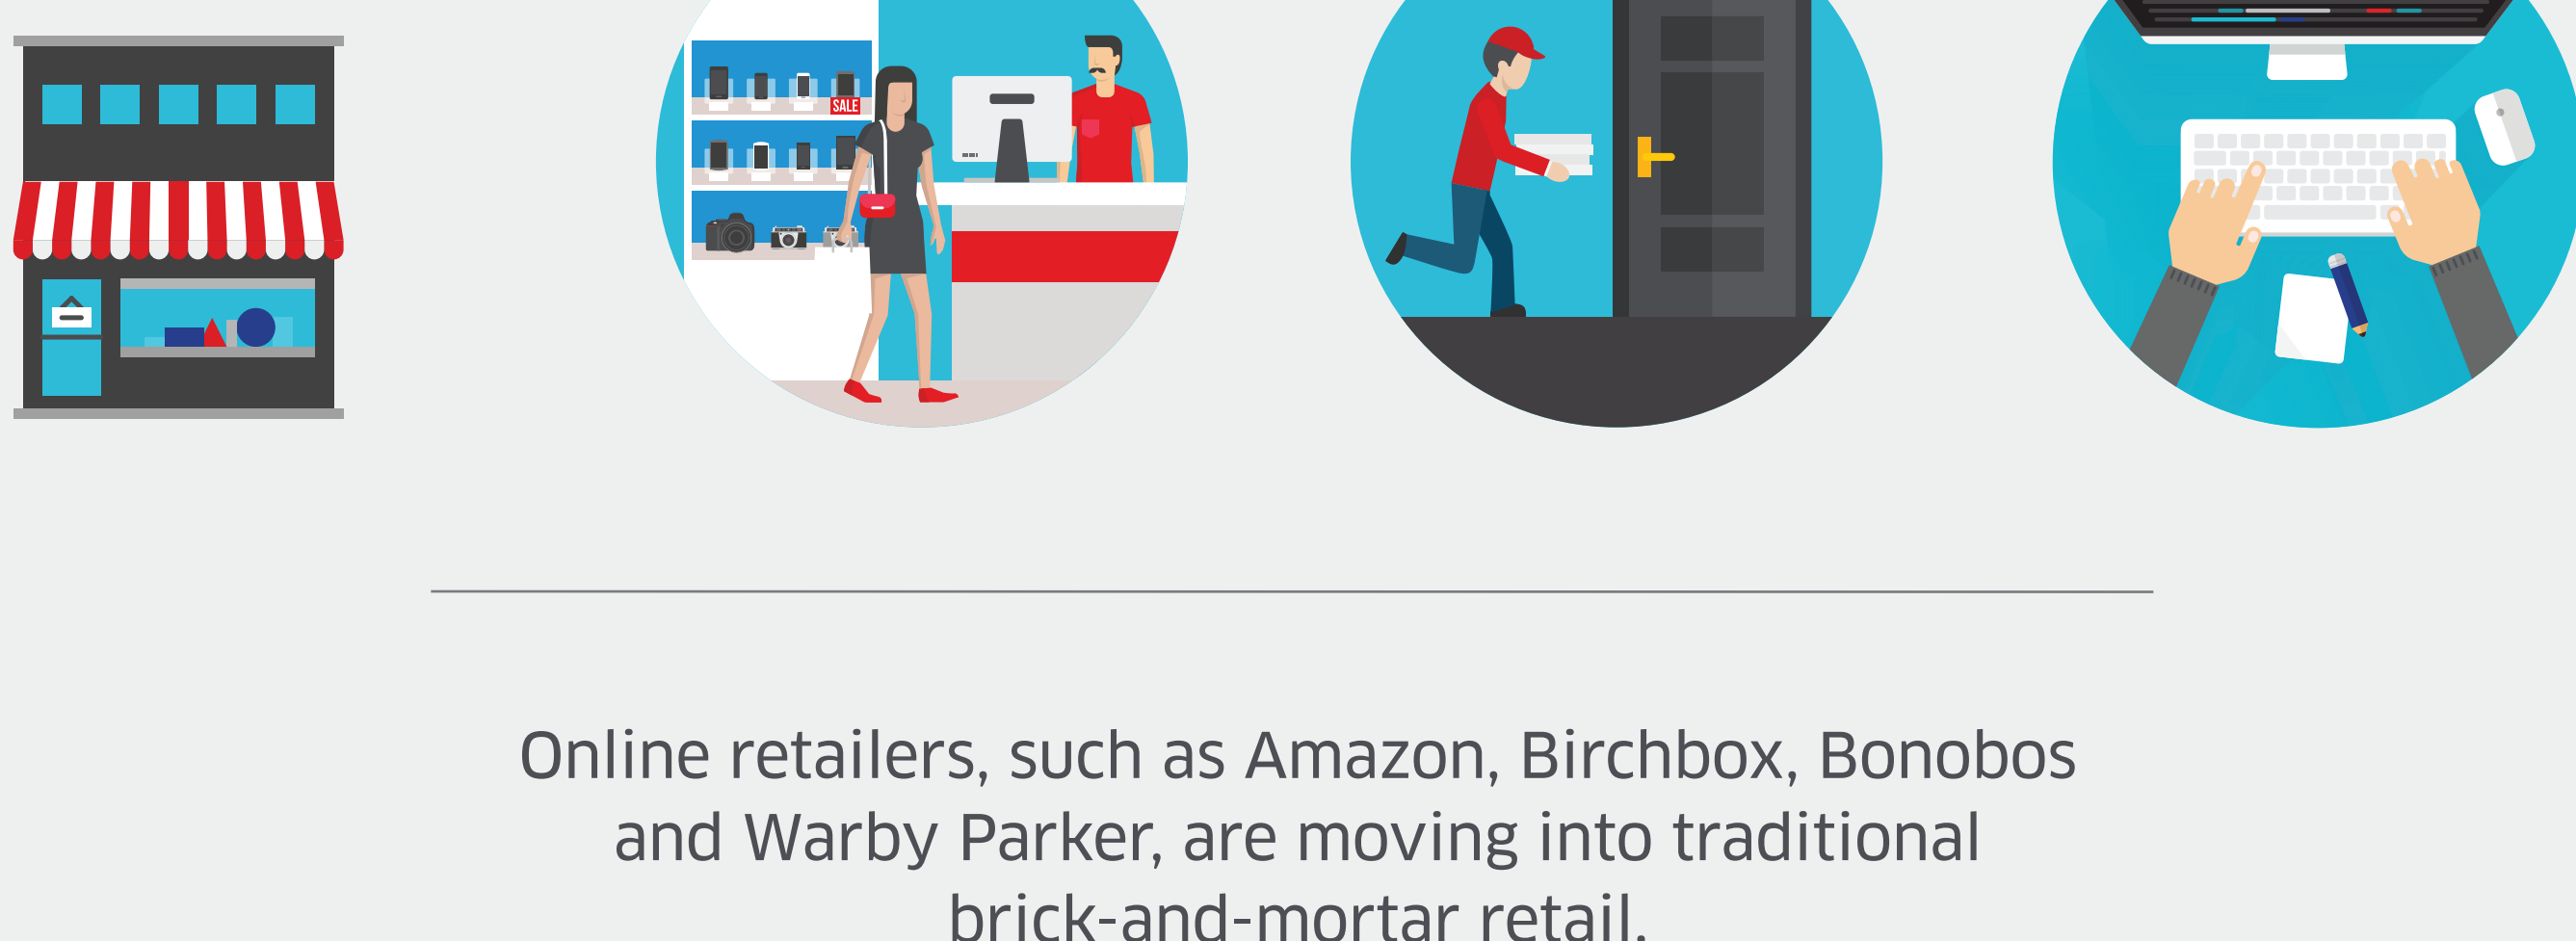 SALE
Online retailers, such as Amazon, Birchbox, Bonobos
and Warby Parker, are moving into traditional
brick-and-mortar retail.